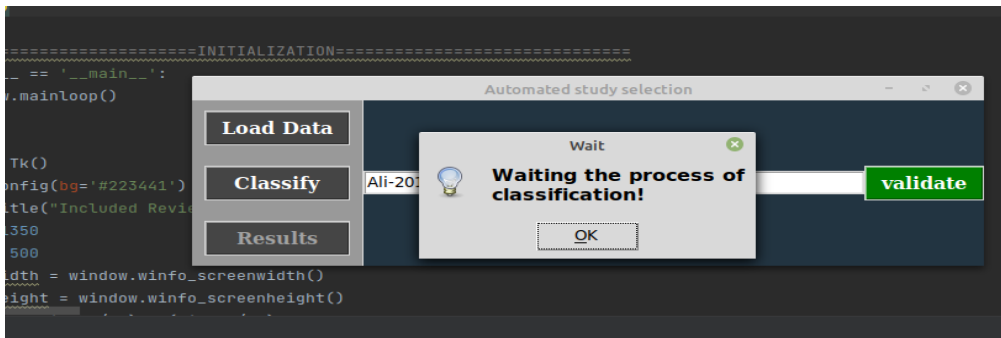 ====================INITIALIZATION==============================
__ == '__main__':
w.mainloop()
Tk()
onfig(bg='#223441')
itle("Included Revie
1350
500
idth = window.winfo_screenwidth()
eight = window.winfo_screenheight()
Automated study selection
Load Data
Classify
Results
Ali-201
validate
Wait
Waiting the process of
classification!
OK